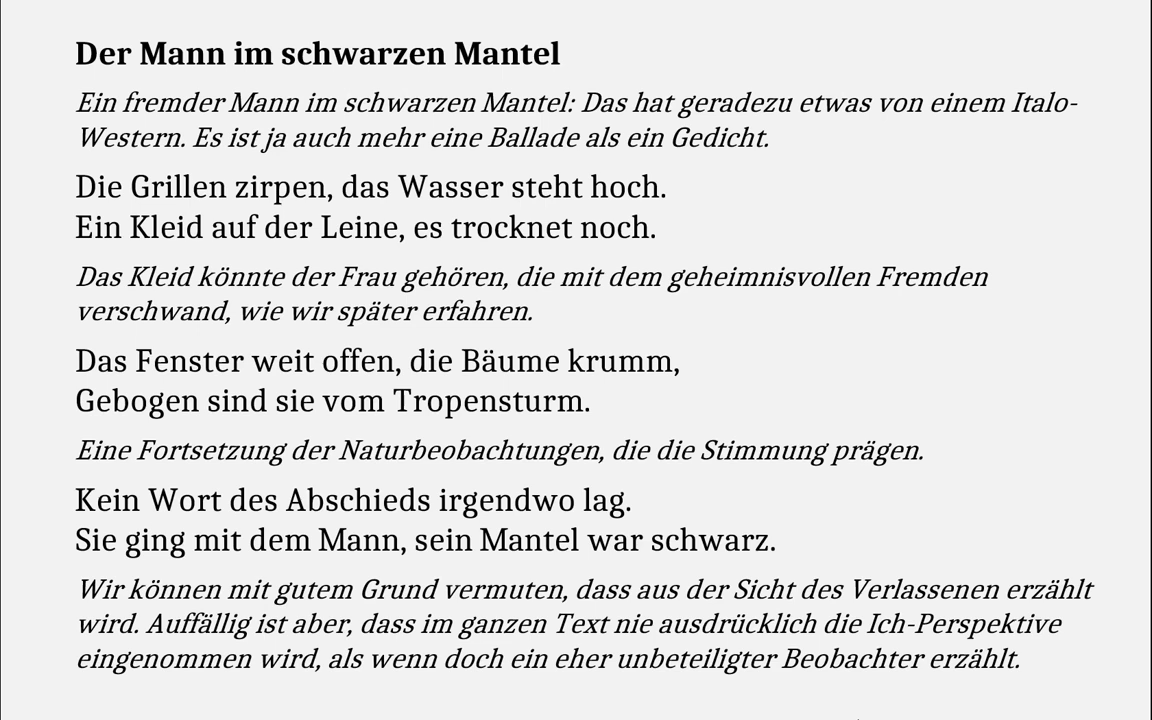 Der Mann im schwarzen Mantel
Ein fremder Mann im schwarzen Mantel: Das hat geradezu etwas von einem Italo-
Western. Es ist ja auch mehr eine Ballade als ein Gedicht.
Die Grillen zirpen, das Wasser steht hoch.
Ein Kleid auf der Leine, es trocknet noch.
Das Kleid könnte der Frau gehören, die mit dem geheimnisvollen Fremden
verschwand, wie wir später erfahren.
Das Fenster weit offen, die Bäume krumm,
Gebogen sind sie vom Tropensturm.
Eine Fortsetzung der Naturbeobachtungen, die die Stimmung prägen.
Kein Wort des Abschieds irgendwo lag.
Sie ging mit dem Mann, sein Mantel war schwarz.
Wir können mit gutem Grund vermuten, dass aus der Sicht des Verlassenen erzählt
wird. Auffällig ist aber, dass im ganzen Text nie ausdrücklich die Ich-Perspektive
eingenommen wird, als wenn doch ein eher unbeteiligter Beobachter erzählt.